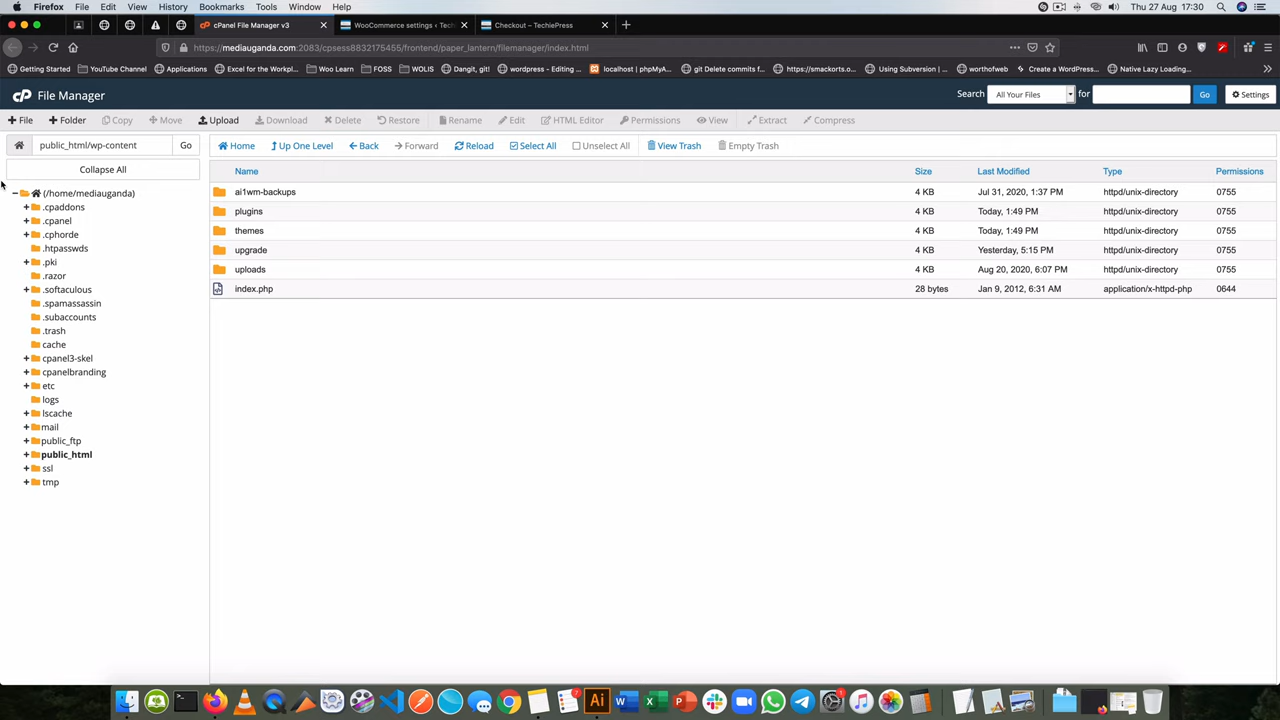 Firefox File Edit View History Bookmarks Tools Window Help Thu 27 Aug 17:30
cPanel File Manager v3 × WooCommerce settings ‹ Tech × Checkout – TechiePress × +
https://mediauganda.com:2083/cpsess8832175455/frontend/paper_lantern/filemanager/index.html
Getting Started YouTube Channel Applications Excel for the Workpl... Woo Learn FOSS WOLIS Dangit, git! wordpress - Editing ... localhost | phpMyA... git Delete commits f... https://smackorts.o... Using Subversion | ... worthofweb Create a WordPress... Native Lazy Loading... »
cP File Manager Search All Your Files for Go Settings
+ File + Folder Copy Move Upload Download Delete Restore Rename Edit HTML Editor Permissions View Extract Compress
public_html/wp-content Go Home Up One Level Back Forward Reload Select All Unselect All View Trash Empty Trash
Collapse All
Name Size Last Modified Type Permissions
(/home/mediauganda)
.cpaddons
.cpanel
.cphorde
.htpasswds
.pki
.razor
.softaculous
.spamassassin
.subaccounts
.trash
cache
cpanel3-skel
cpanelbranding
etc
logs
lscache
mail
public_ftp
public_html
ssl
tmp
ai1wm-backups 4 KB Jul 31, 2020, 1:37 PM httpd/unix-directory 0755
plugins 4 KB Today, 1:49 PM httpd/unix-directory 0755
themes 4 KB Today, 1:49 PM httpd/unix-directory 0755
upgrade 4 KB Yesterday, 5:15 PM httpd/unix-directory 0755
uploads 4 KB Aug 20, 2020, 6:07 PM httpd/unix-directory 0755
index.php 28 bytes Jan 9, 2012, 6:31 AM application/x-httpd-php 0644
7 Ai 1